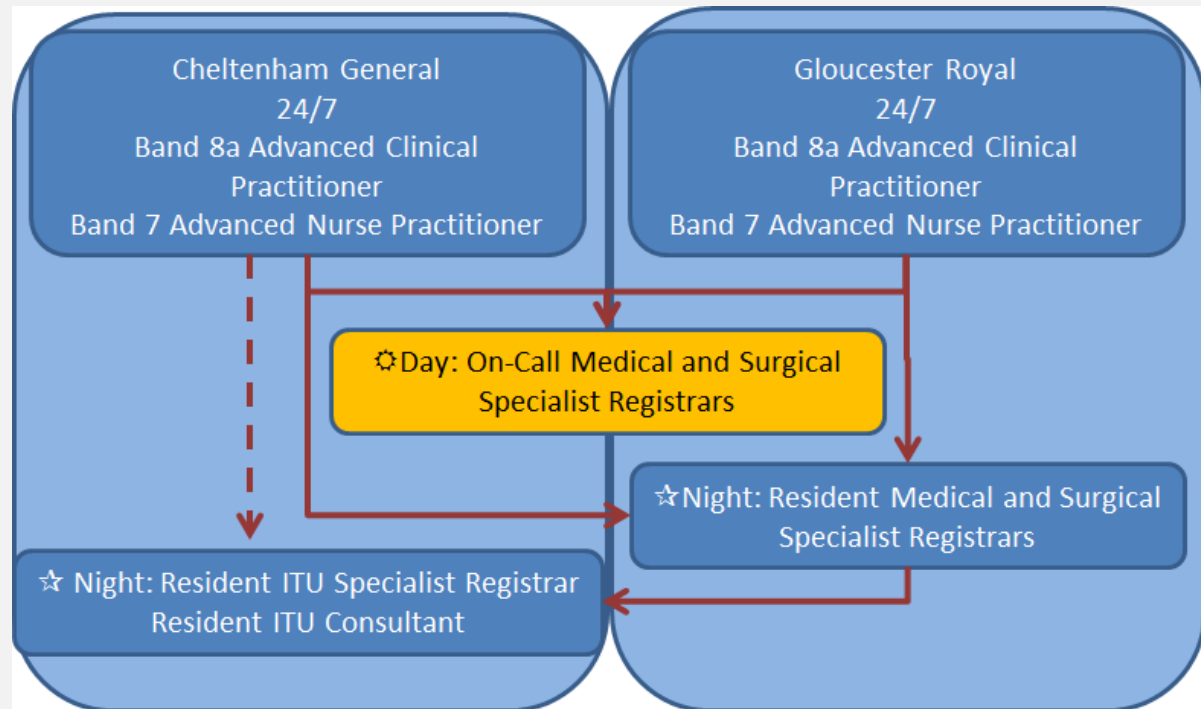 Cheltenham General
24/7
Band 8a Advanced Clinical
Practitioner
Band 7 Advanced Nurse Practitioner
Gloucester Royal
24/7
Band 8a Advanced Clinical
Practitioner
Band 7 Advanced Nurse Practitioner
☼Day: On-Call Medical and Surgical
Specialist Registrars
☆Night: Resident Medical and Surgical
Specialist Registrars
☆ Night: Resident ITU Specialist Registrar
Resident ITU Consultant